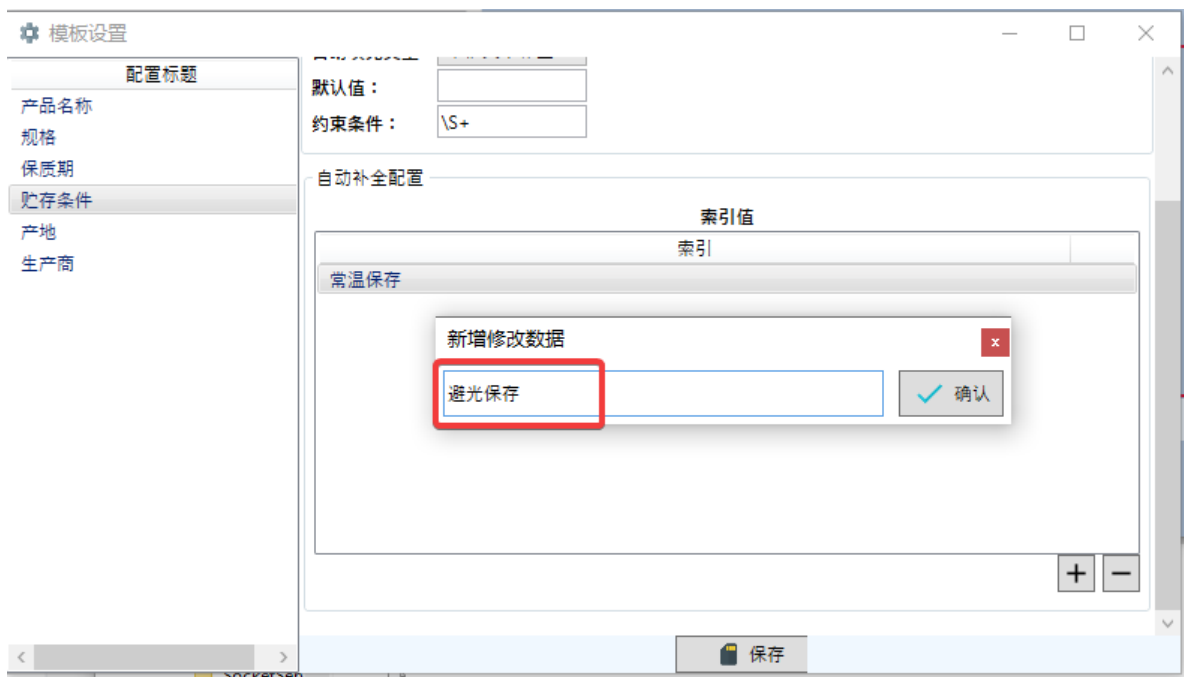 模板设置
配置标题
产品名称
规格
保质期
贮存条件
产地
生产商
默认值：
约束条件：
\S+
自动补全配置
索引值
索引
常温保存
新增修改数据
x
避光保存
确认
保存